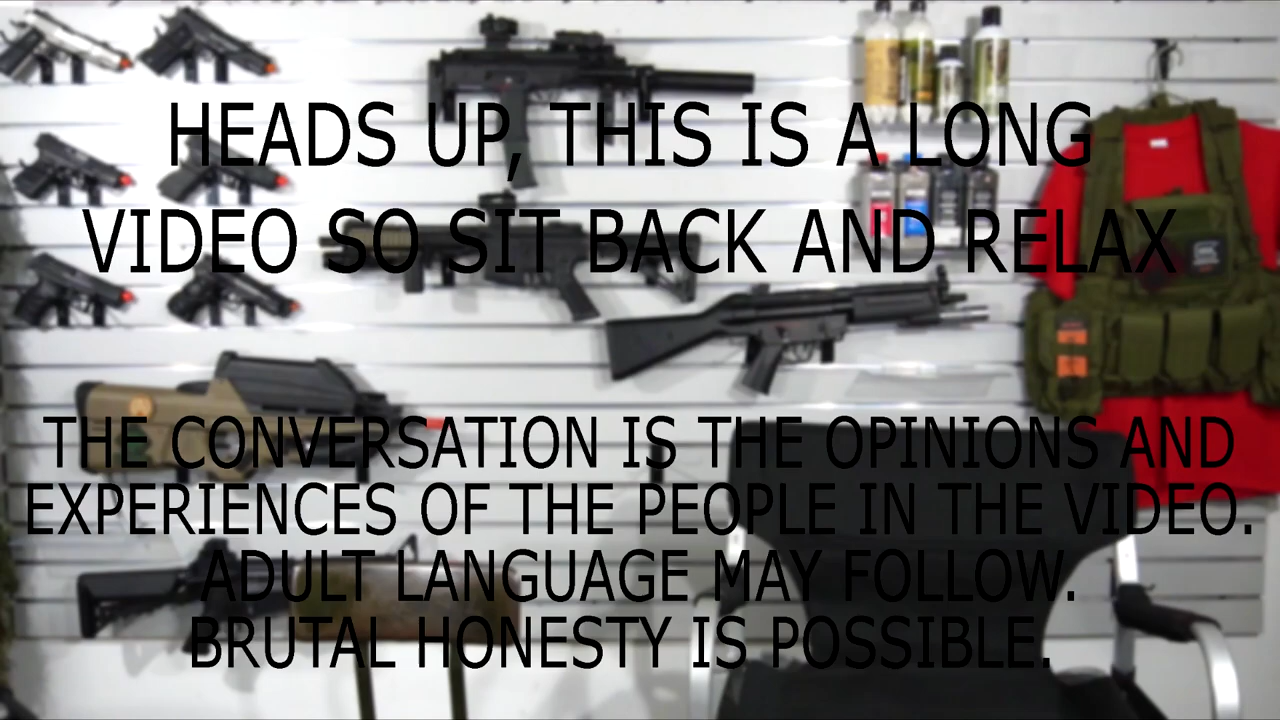 HEADS UP, THIS IS A LONG
VIDEO SO SIT BACK AND RELAX
THE CONVERSATION IS THE OPINIONS AND
EXPERIENCES OF THE PEOPLE IN THE VIDEO.
ADULT LANGUAGE MAY FOLLOW.
BRUTAL HONESTY IS POSSIBLE.